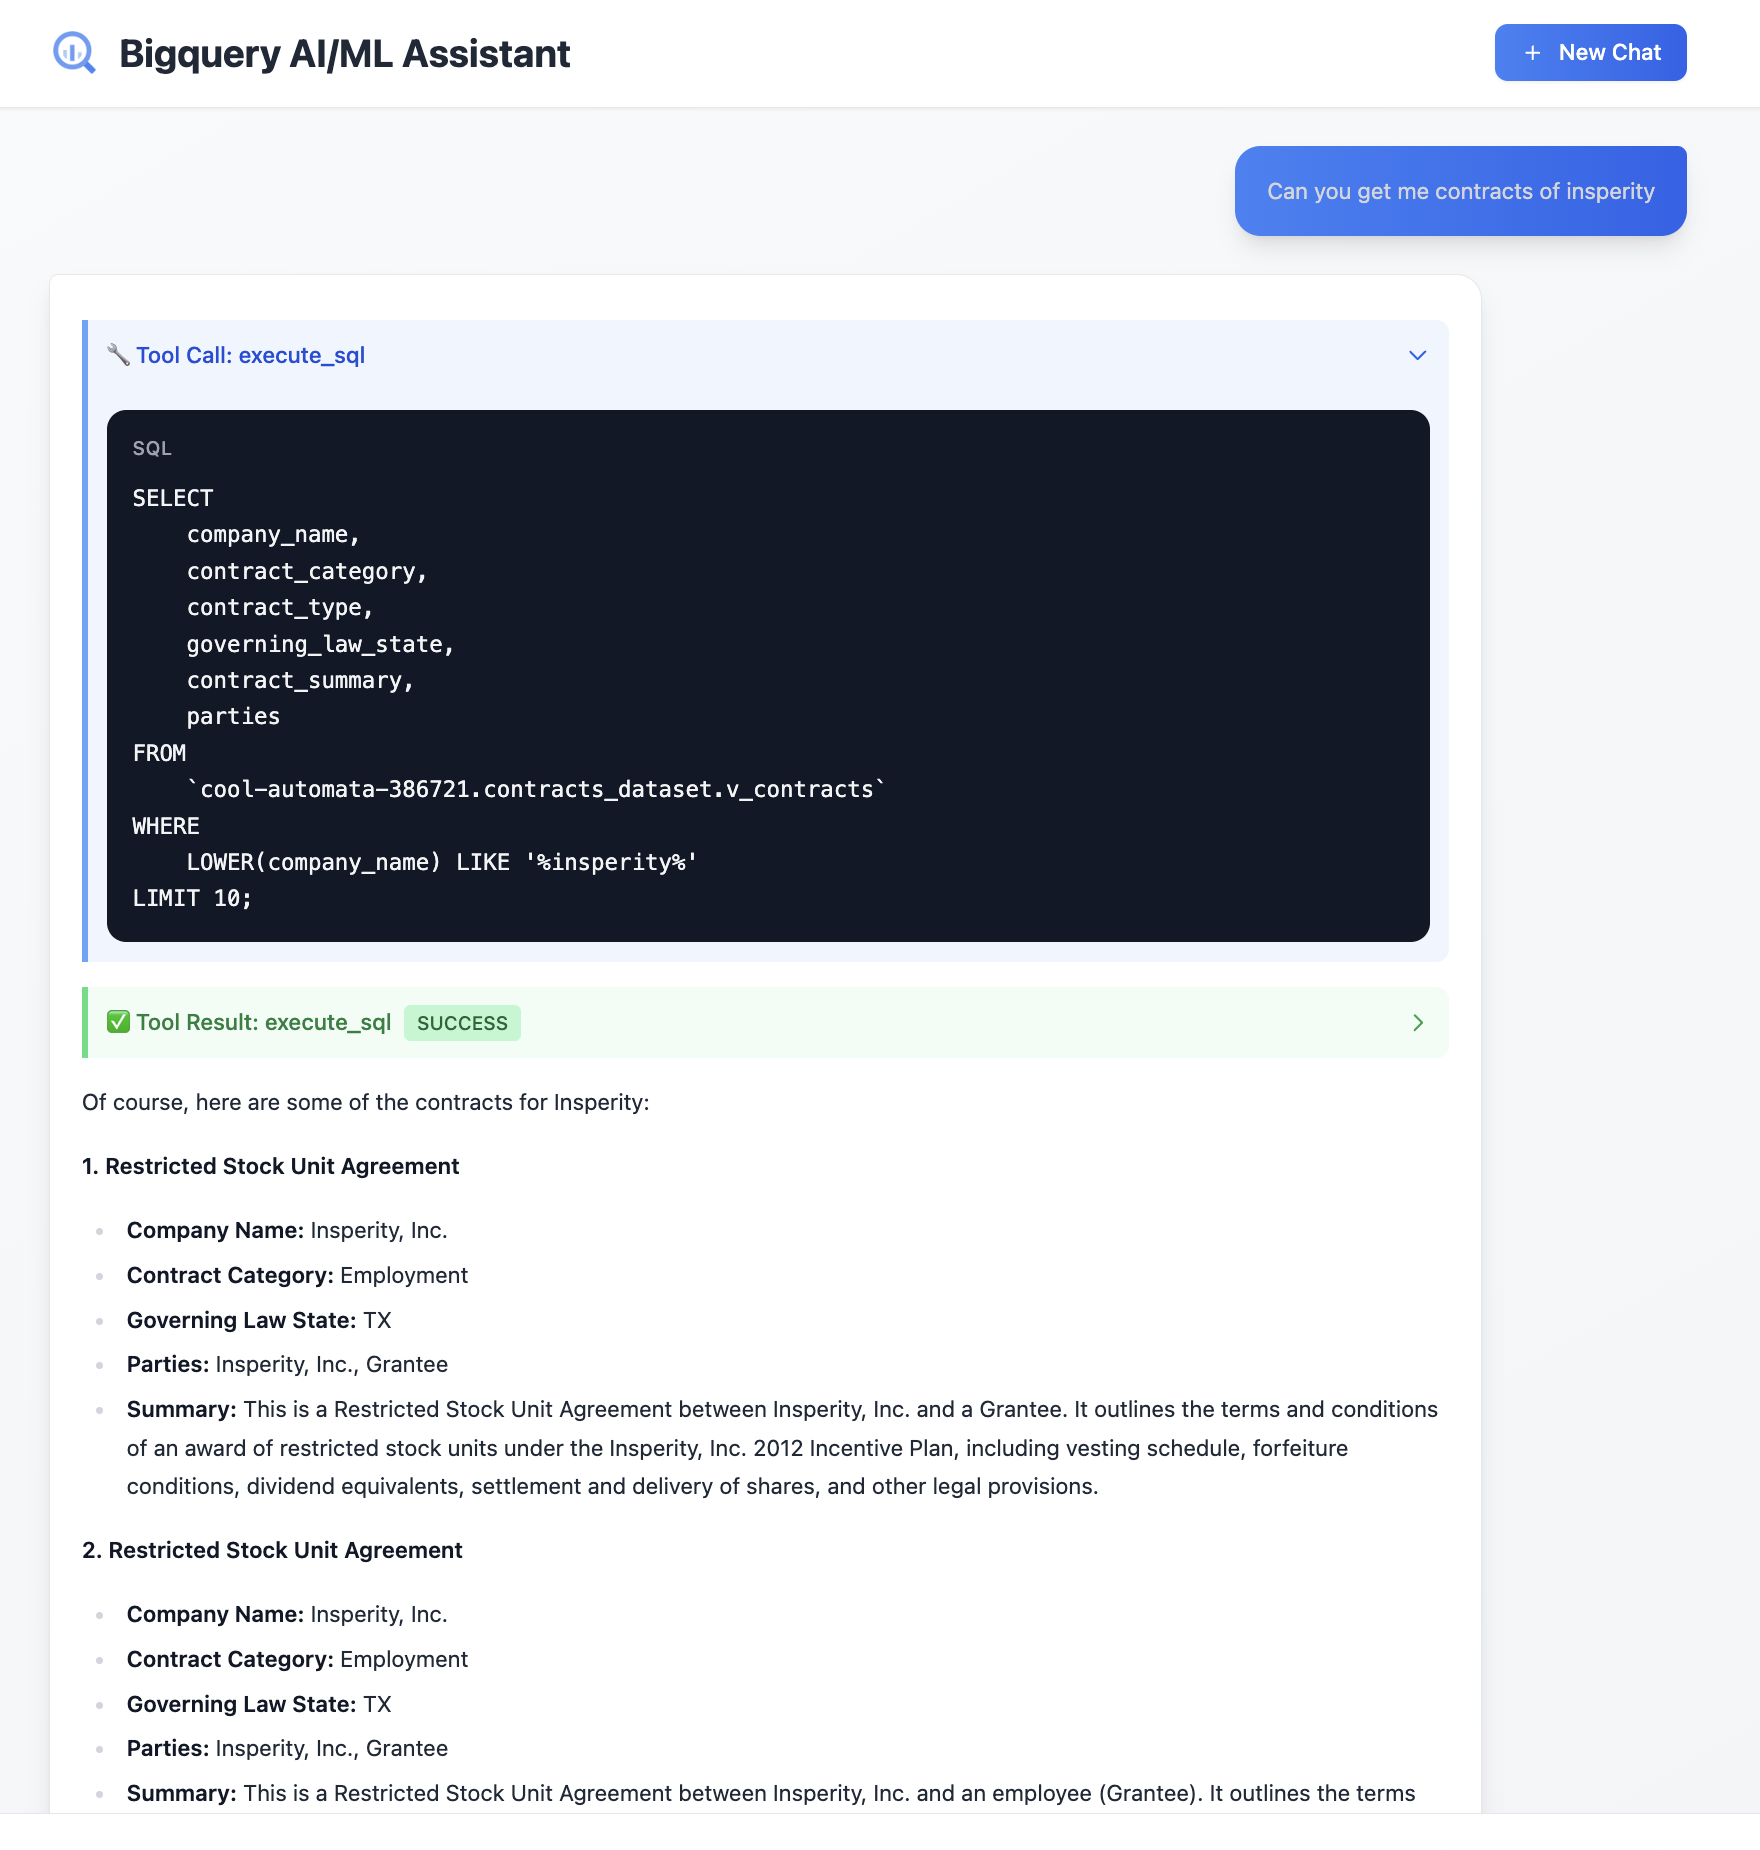 Bigquery AI/ML Assistant
+ New Chat
Can you get me contracts of insperity
Tool Call: execute_sql
SQL
SELECT
    company_name,
    contract_category,
    contract_type,
    governing_law_state,
    contract_summary,
    parties
FROM
    `cool-automata-386721.contracts_dataset.v_contracts`
WHERE
    LOWER(company_name) LIKE '%insperity%'
LIMIT 10;
Tool Result: execute_sql SUCCESS
Of course, here are some of the contracts for Insperity:
1. Restricted Stock Unit Agreement
Company Name: Insperity, Inc.
Contract Category: Employment
Governing Law State: TX
Parties: Insperity, Inc., Grantee
Summary: This is a Restricted Stock Unit Agreement between Insperity, Inc. and a Grantee. It outlines the terms and conditions
of an award of restricted stock units under the Insperity, Inc. 2012 Incentive Plan, including vesting schedule, forfeiture
conditions, dividend equivalents, settlement and delivery of shares, and other legal provisions.
2. Restricted Stock Unit Agreement
Company Name: Insperity, Inc.
Contract Category: Employment
Governing Law State: TX
Parties: Insperity, Inc., Grantee
Summary: This is a Restricted Stock Unit Agreement between Insperity, Inc. and an employee (Grantee). It outlines the terms